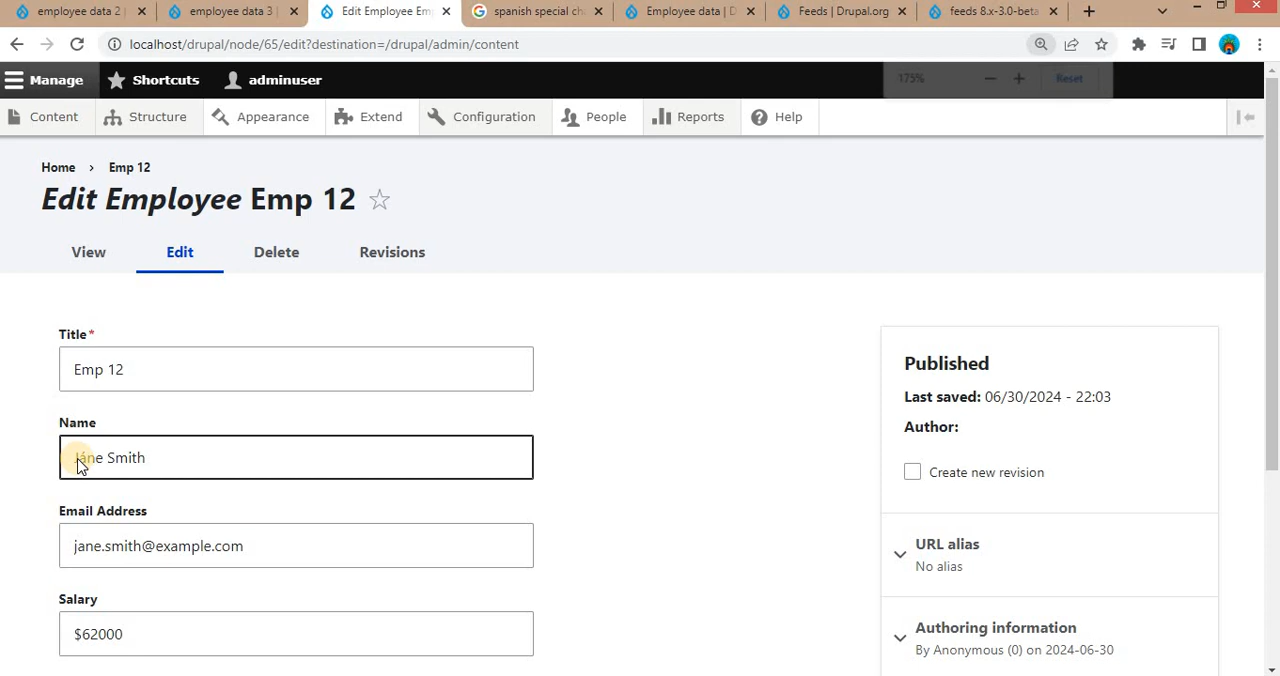 employee data 2 |
employee data 3 |
Edit Employee Em
spanish special ch
Employee data | D
Feeds | Drupal.org
feeds 8.x-3.0-beta
localhost/drupal/node/65/edit?destination=/drupal/admin/content
Manage
Shortcuts
adminuser
175%
Reset
Content
Structure
Appearance
Extend
Configuration
People
Reports
Help
Home > Emp 12
Edit Employee Emp 12
View
Edit
Delete
Revisions
Title*
Emp 12
Name
Jáne Smith
Email Address
jane.smith@example.com
Salary
$62000
Published
Last saved: 06/30/2024 - 22:03
Author:
Create new revision
URL alias
No alias
Authoring information
By Anonymous (0) on 2024-06-30